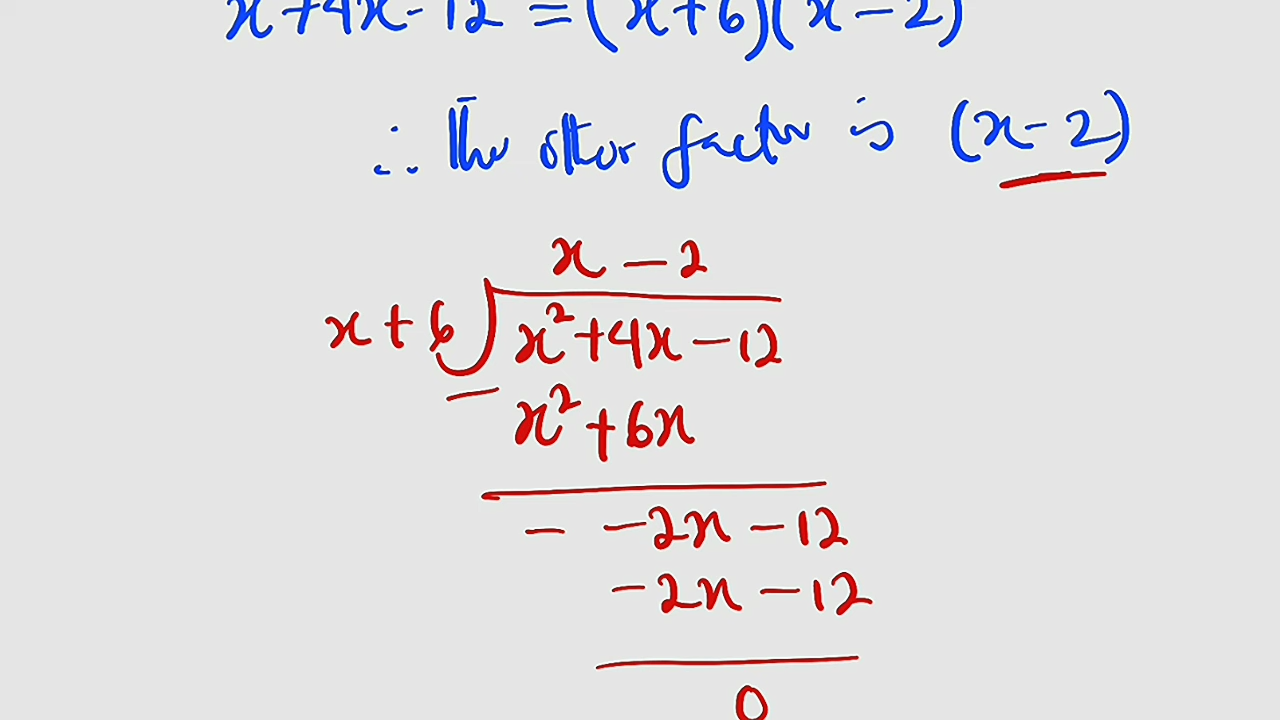 x+4x-12 = (x+6)(x-2)
∴ The other factor is (x-2)
x - 2
x+6) x²+4x-12
x²+6x
- -2x-12
-2x-12
0